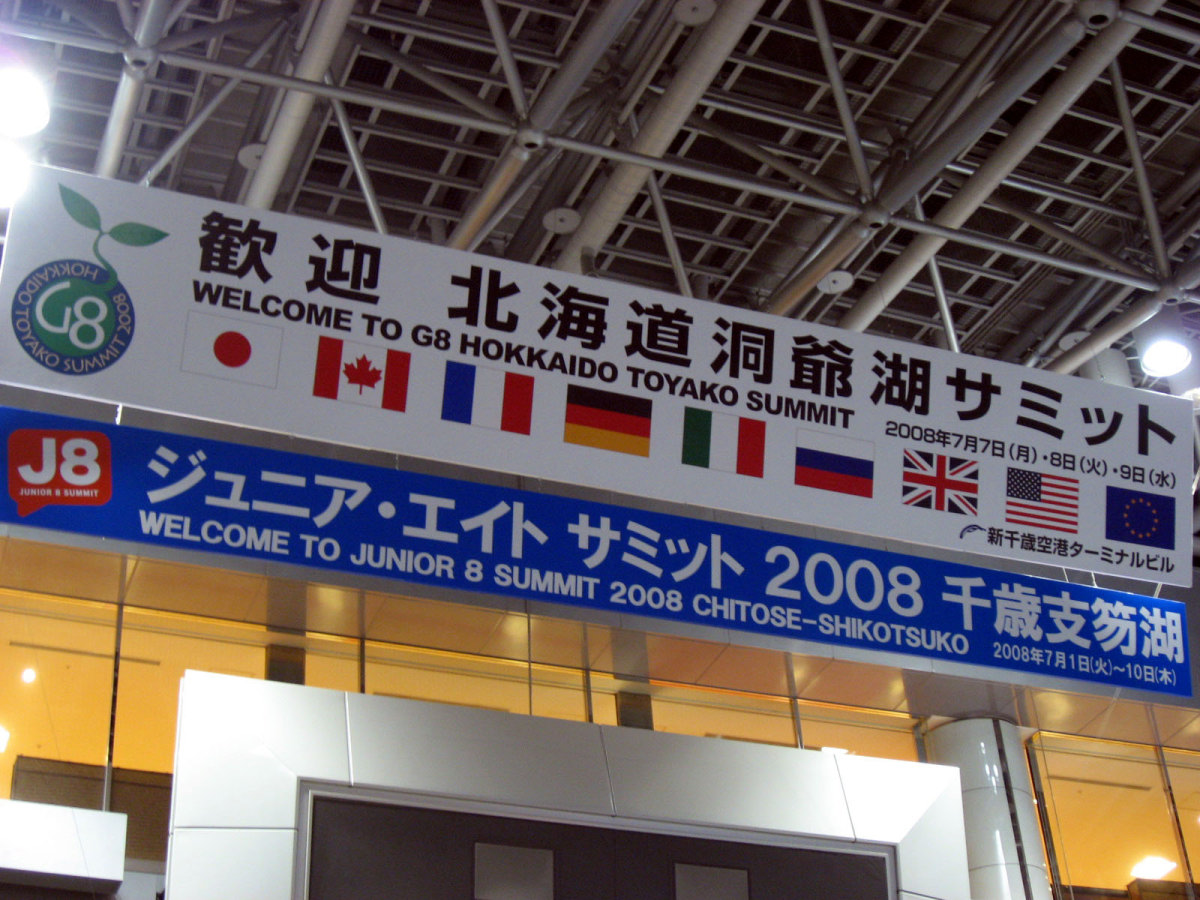 歓迎 北海道洞爺湖サミット
WELCOME TO G8 HOKKAIDO TOYAKO SUMMIT
2008年7月7日(月)・8日(火)・9日(水)
新千歳空港ターミナルビル
G8
HOKKAIDO TOYAKO SUMMIT 2008
J8
JUNIOR 8 SUMMIT
ジュニア・エイト サミット 2008 千歳支笏湖
WELCOME TO JUNIOR 8 SUMMIT 2008 CHITOSE-SHIKOTSUKO
2008年7月1日(火)〜10日(木)